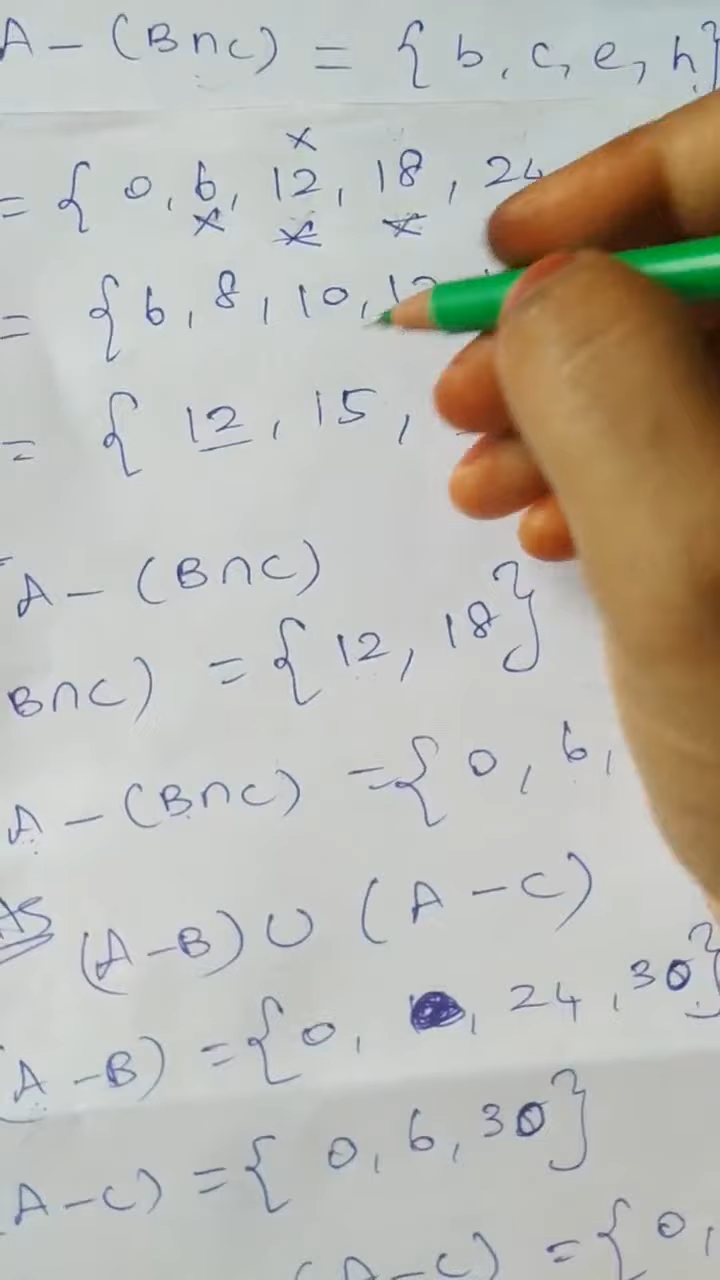 A - (B∩C) = { b, c, e, h}
= { 0, 6, 12, 18, 24
= { 6, 8, 10, 12
= { 12, 15,
A - (B∩C)
B∩C) = { 12, 18}
A - (B∩C) = { 0, 6,
(A-B) ∪ (A-C)
A-B) = { 0, , 24, 30}
A-C) = { 0, 6, 30}
(A-C) = { 0,